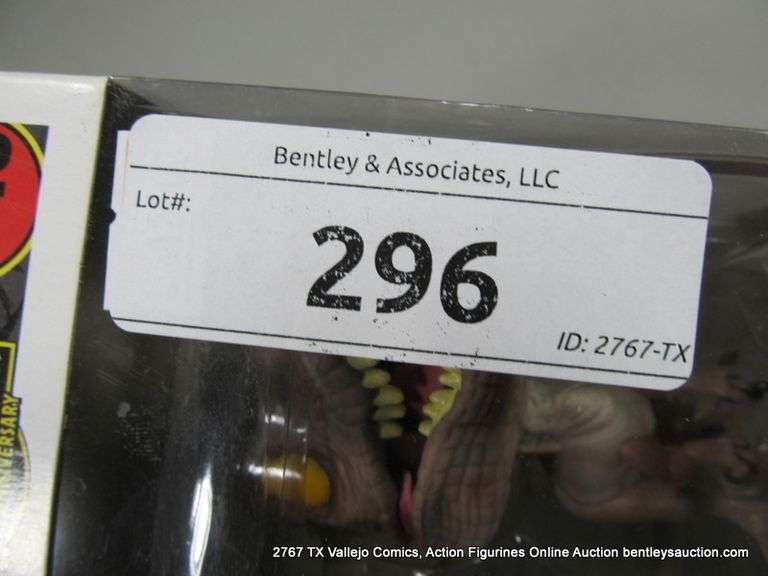 Bentley & Associates, LLC
Lot#:
296
ID: 2767-TX
2767 TX Vallejo Comics, Action Figurines Online Auction bentleysauction.com